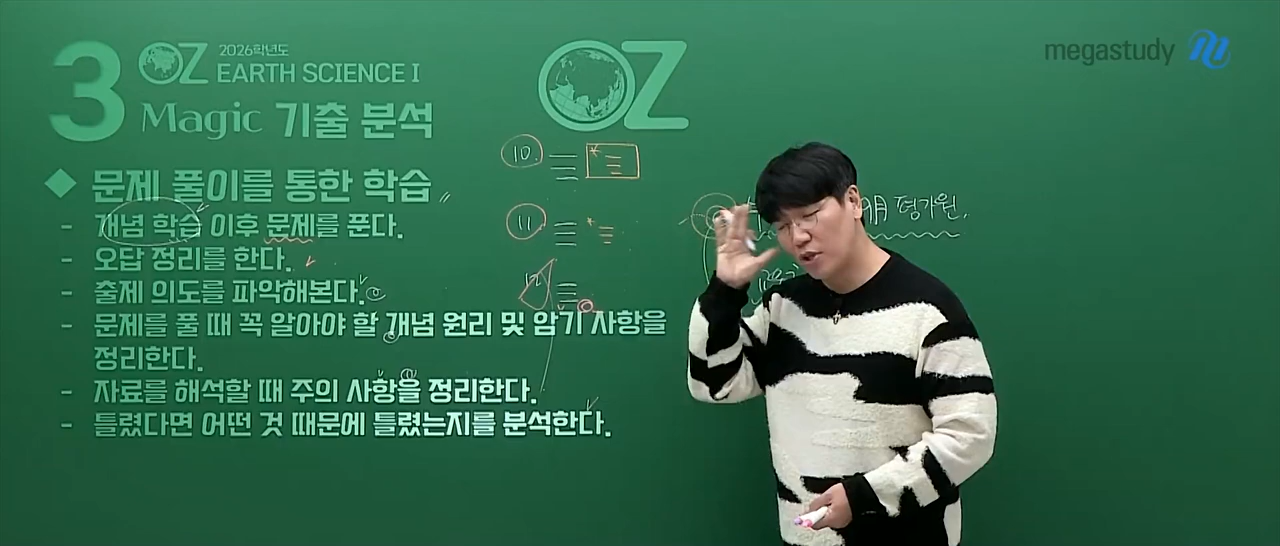 3
OZ 2026학년도
EARTH SCIENCE I
Magic 기출 분석
OZ
megastudy
◆ 문제 풀이를 통한 학습
- 개념 학습 이후 문제를 푼다.
- 오답 정리를 한다.
- 출제 의도를 파악해본다.
- 문제를 풀 때 꼭 알아야 할 개념 원리 및 암기 사항을
정리한다.
- 자료를 해석할 때 주의 사항을 정리한다.
- 틀렸다면 어떤 것 때문에 틀렸는지를 분석한다.
10.
11.
12
9月 평가원.